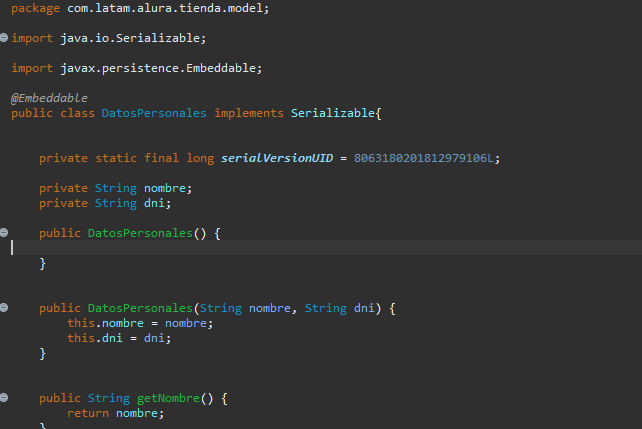 package com.latam.alura.tienda.model;
import java.io.Serializable;
import javax.persistence.Embeddable;
@Embeddable
public class DatosPersonales implements Serializable{
private static final long serialVersionUID = 8063180201812979106L;
private String nombre;
private String dni;
public DatosPersonales() {
}
public DatosPersonales(String nombre, String dni) {
this.nombre = nombre;
this.dni = dni;
}
public String getNombre() {
return nombre;
}